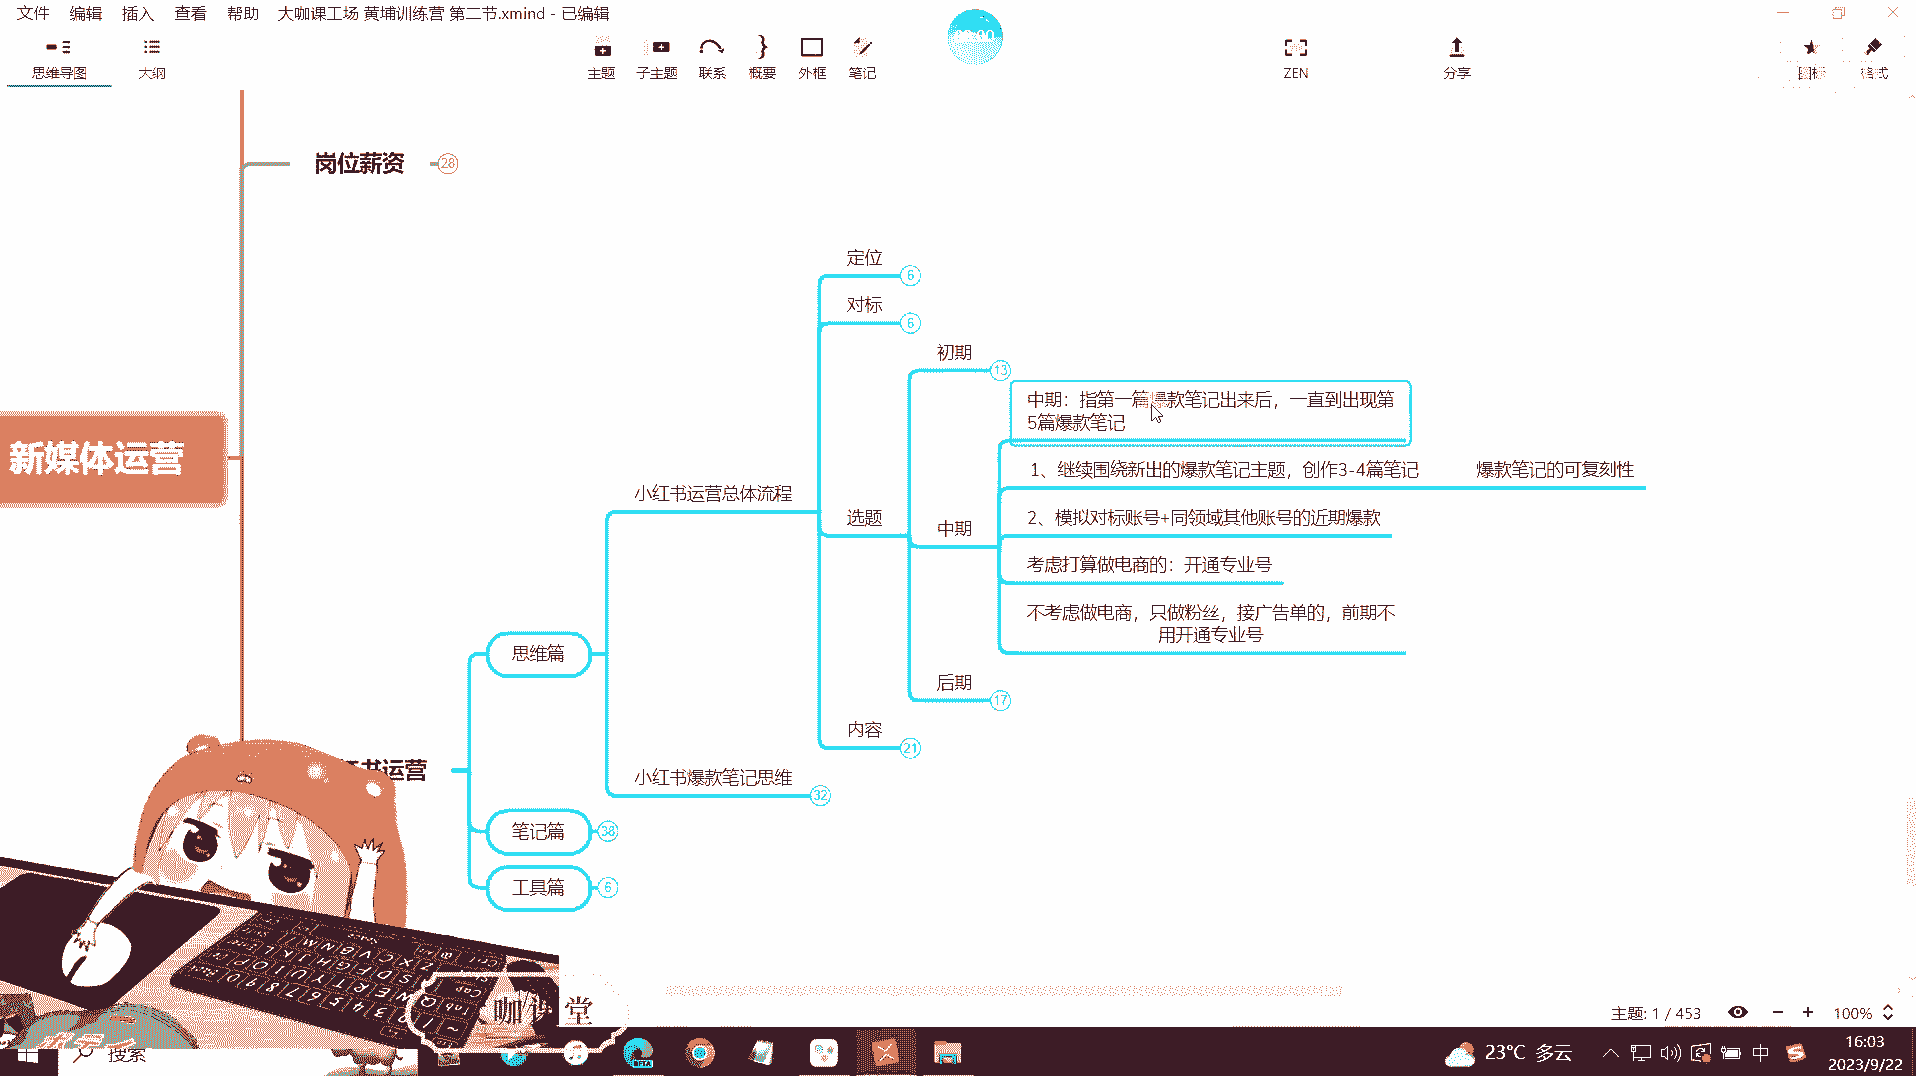 文件 编辑 插入 查看 帮助 大咖课工场 黄埔训练营 第二节.xmind - 已编辑
思维导图 大纲 主题 子主题 联系 概要 外框 笔记 ZEN 分享 图标 格式
岗位薪资 28
定位 6
对标 6
初期 13
中期：指第一篇爆款笔记出来后，一直到出现第
5篇爆款笔记
1、继续围绕新出的爆款笔记主题，创作3-4篇笔记 爆款笔记的可复刻性
新媒体运营
小红书运营总体流程
选题
2、模拟对标账号+同领域其他账号的近期爆款
中期
考虑打算做电商的：开通专业号
不考虑做电商，只做粉丝，接广告单的，前期不
用开通专业号
思维篇
后期 17
内容 21
书运营
小红书爆款笔记思维 32
笔记篇 38
工具篇 6
咖 堂
主题: 1 / 453 100%
搜索
23°C 多云 中
16:03
2023/9/22